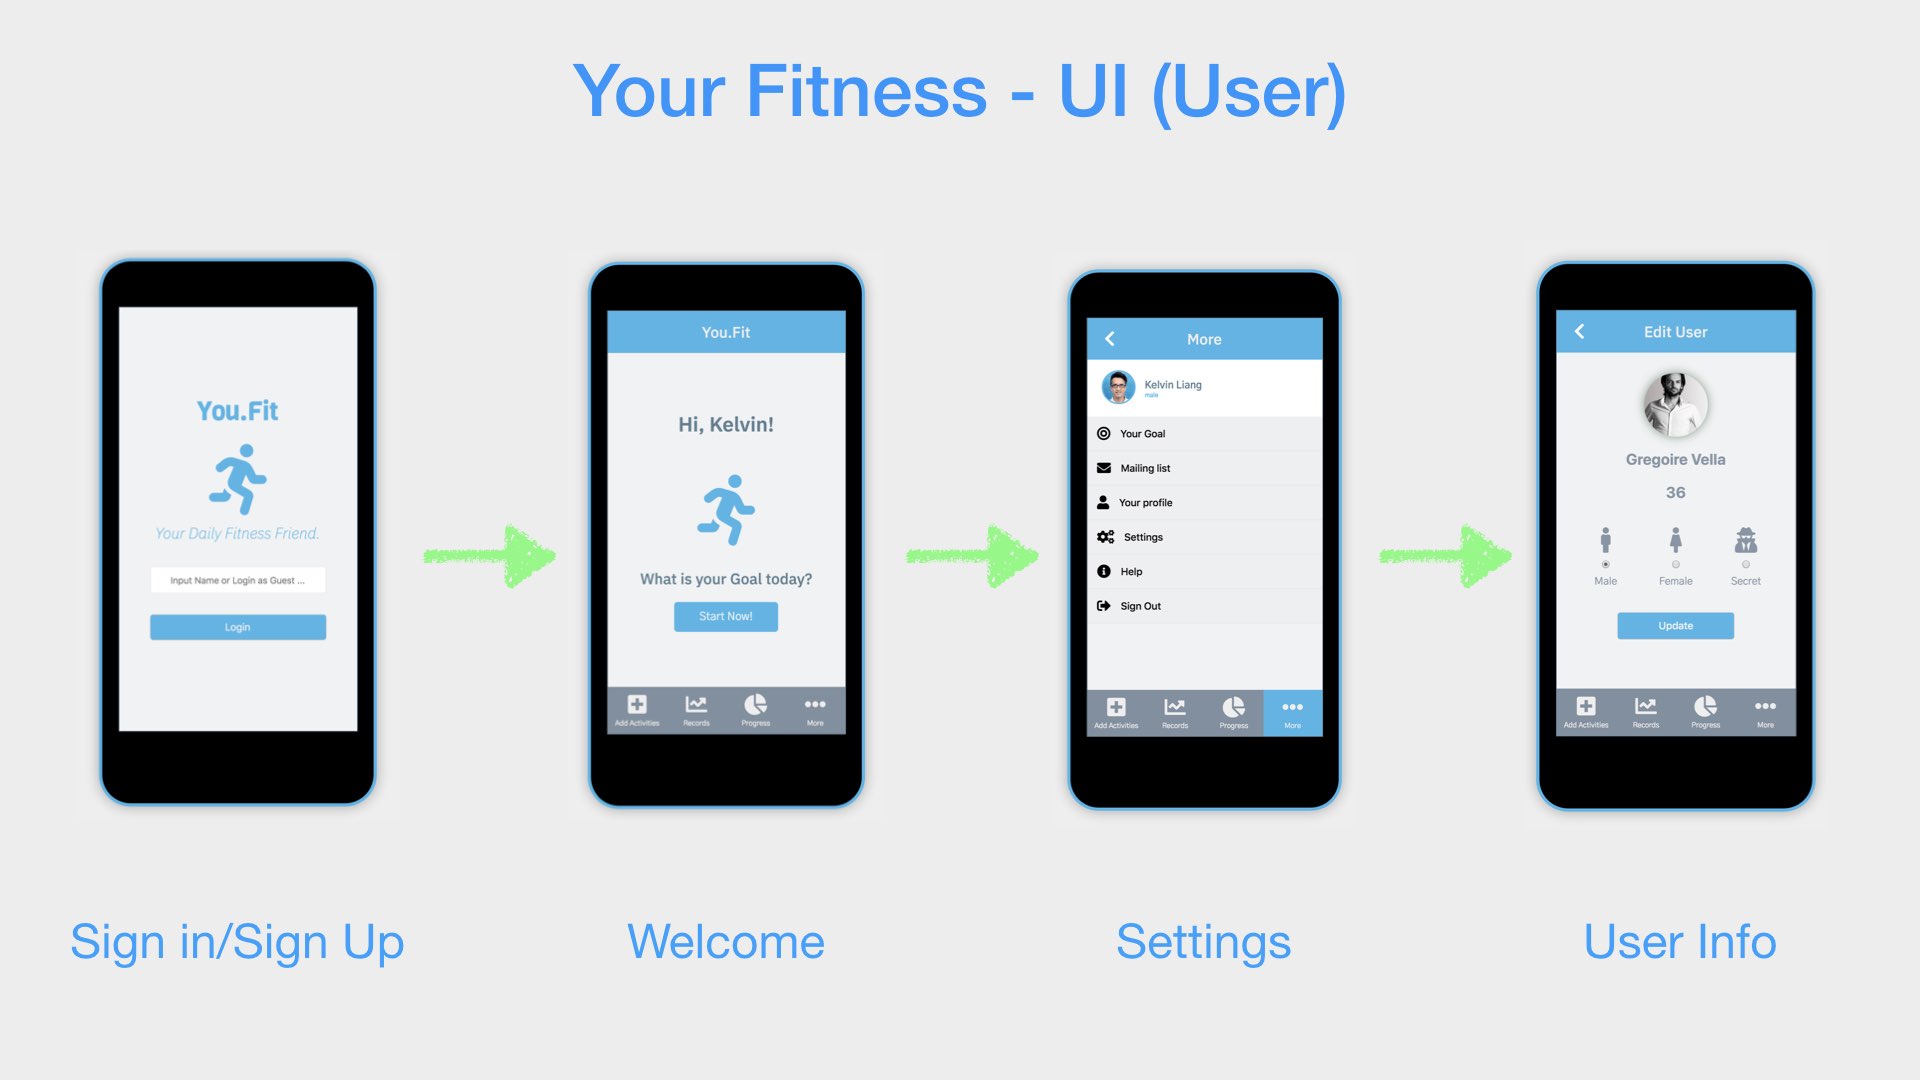 Your Fitness - UI (User)
You.Fit
Your Daily Fitness Friend.
Input Name or Login as Guest ...
Login
Sign in/Sign Up
You.Fit
Hi, Kelvin!
What is your Goal today?
Start Now!
Add Activities Records Progress More
Welcome
More
Kelvin Liang
male
Your Goal
Mailing list
Your profile
Settings
Help
Sign Out
Add Activities Records Progress More
Settings
Edit User
Gregoire Vella
36
Male Female Secret
Update
Add Activities Records Progress More
User Info